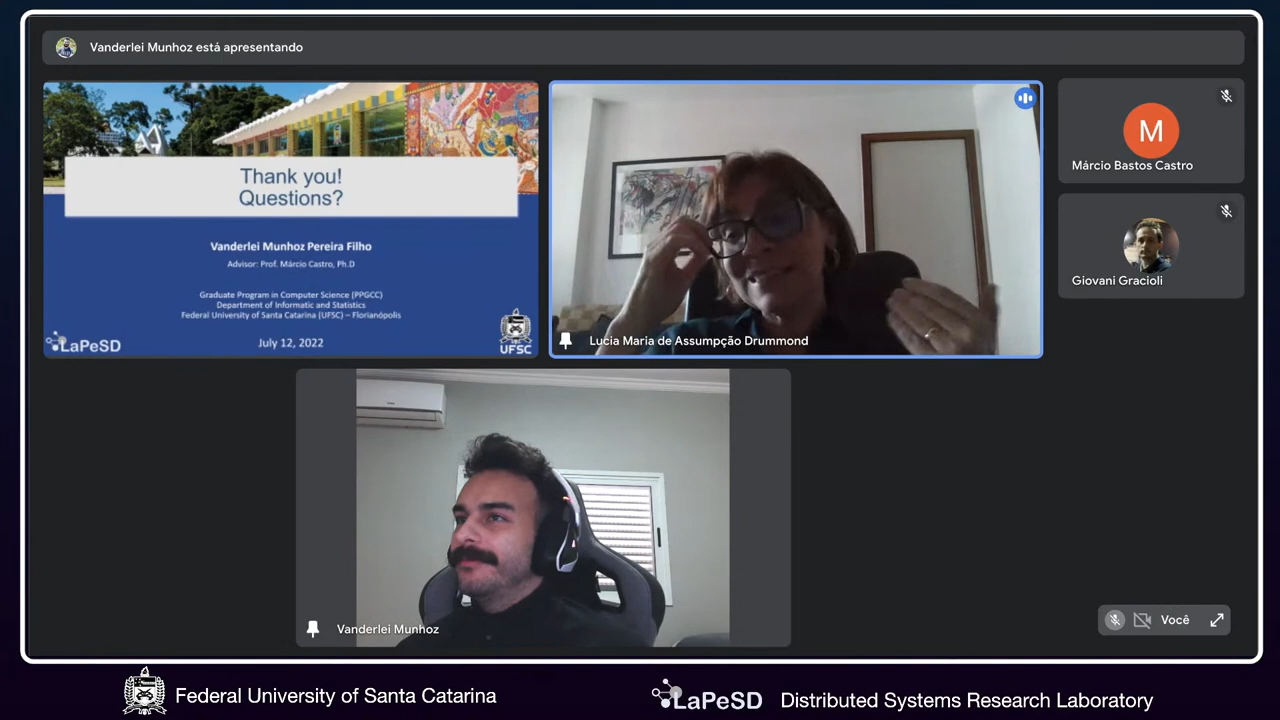 Vanderlei Munhoz está apresentando
Thank you!
Questions?
Vanderlei Munhoz Pereira Filho
Advisor: Prof. Márcio Castro, Ph.D
Graduate Program in Computer Science (PPGCC)
Department of Informatic and Statistics
Federal University of Santa Catarina (UFSC) – Florianópolis
July 12, 2022
LaPeSD
UFSC
Lucia Maria de Assumpção Drummond
M
Márcio Bastos Castro
Giovani Gracioli
Vanderlei Munhoz
Você
Federal University of Santa Catarina
LaPeSD
Distributed Systems Research Laboratory